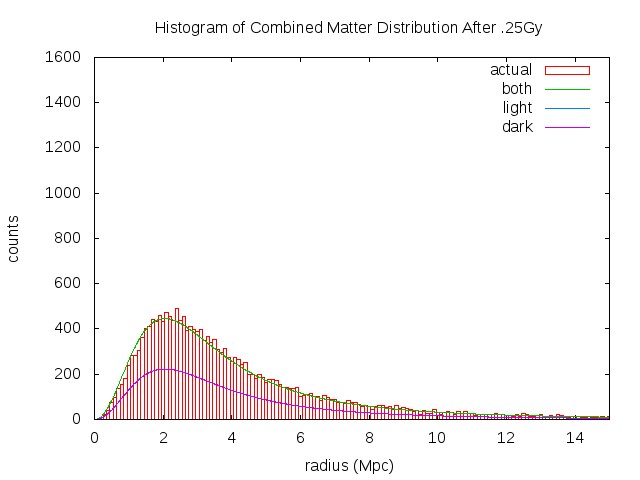 Histogram of Combined Matter Distribution After .25Gy
1600
1400
1200
1000
800
600
400
200
0
counts
actual
both
light
dark
0 2 4 6 8 10 12 14
radius (Mpc)